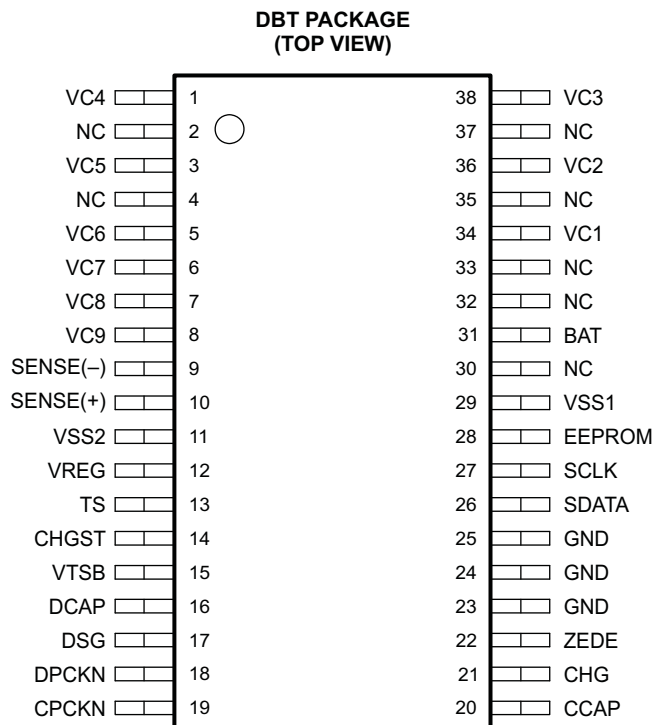 DBT PACKAGE
(TOP VIEW)
VC4 1 38 VC3
NC 2 37 NC
VC5 3 36 VC2
NC 4 35 NC
VC6 5 34 VC1
VC7 6 33 NC
VC8 7 32 NC
VC9 8 31 BAT
SENSE(–) 9 30 NC
SENSE(+) 10 29 VSS1
VSS2 11 28 EEPROM
VREG 12 27 SCLK
TS 13 26 SDATA
CHGST 14 25 GND
VTSB 15 24 GND
DCAP 16 23 GND
DSG 17 22 ZEDE
DPCKN 18 21 CHG
CPCKN 19 20 CCAP